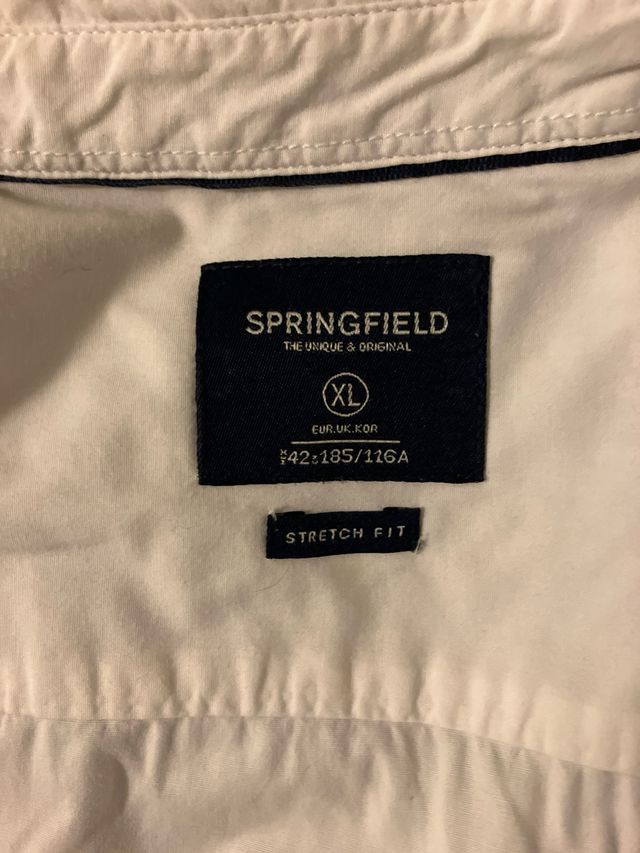 SPRINGFIELD
THE UNIQUE & ORIGINAL
XL
EUR.UK.KOR
42 185/116A
STRETCH FIT